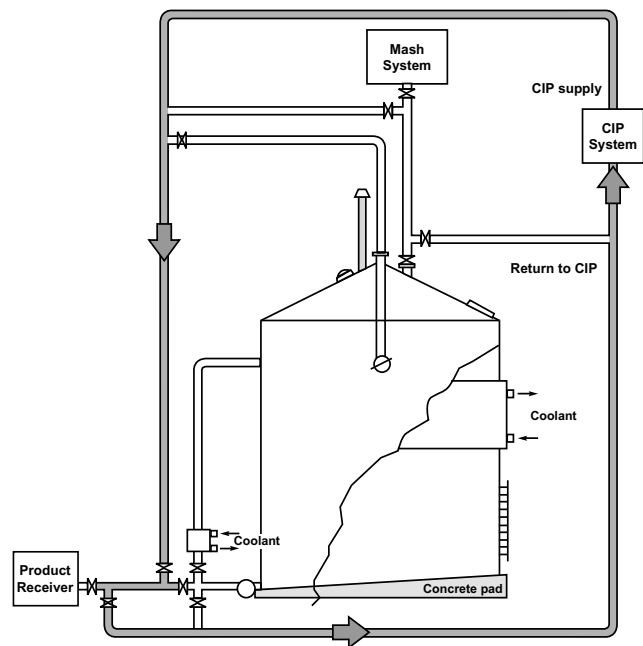 Mash
System
CIP supply
CIP
System
Return to CIP
Coolant
Coolant
Product
Receiver
Concrete pad